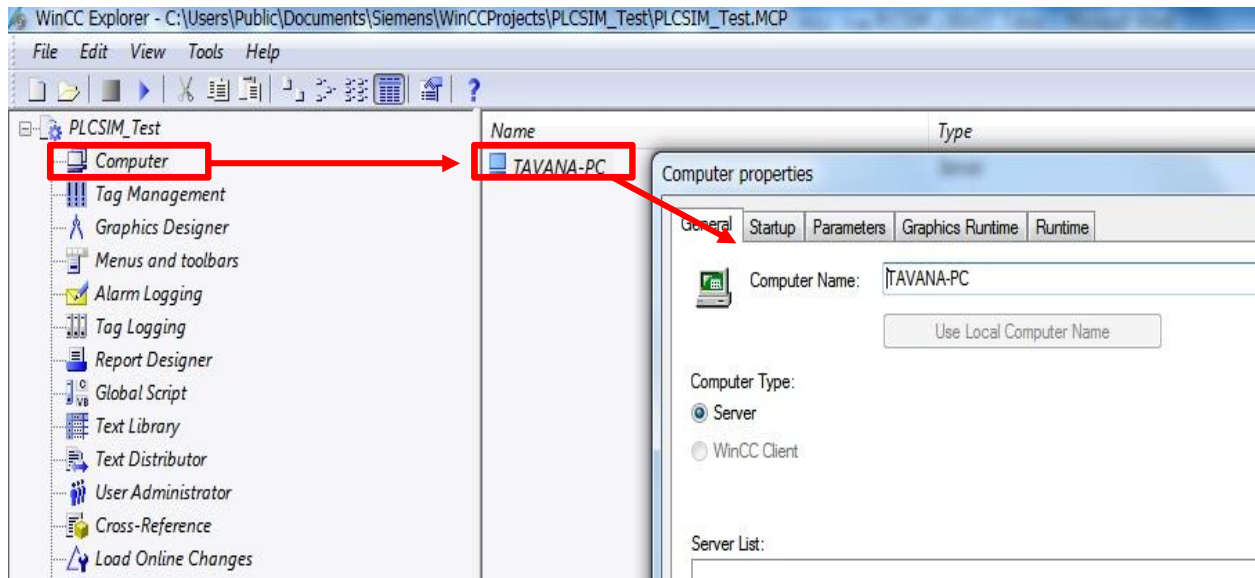 WinCC Explorer - C:\Users\Public\Documents\Siemens\WinCCProjects\PLCSIM_Test\PLCSIM_Test.MCP
File Edit View Tools Help
PLCSIM_Test
Computer
Tag Management
Graphics Designer
Menus and toolbars
Alarm Logging
Tag Logging
Report Designer
Global Script
Text Library
Text Distributor
User Administrator
Cross-Reference
Load Online Changes
Name Type
TAVANA-PC
Computer properties
General Startup Parameters Graphics Runtime Runtime
Computer Name: TAVANA-PC
Use Local Computer Name
Computer Type:
Server
WinCC Client
Server List: